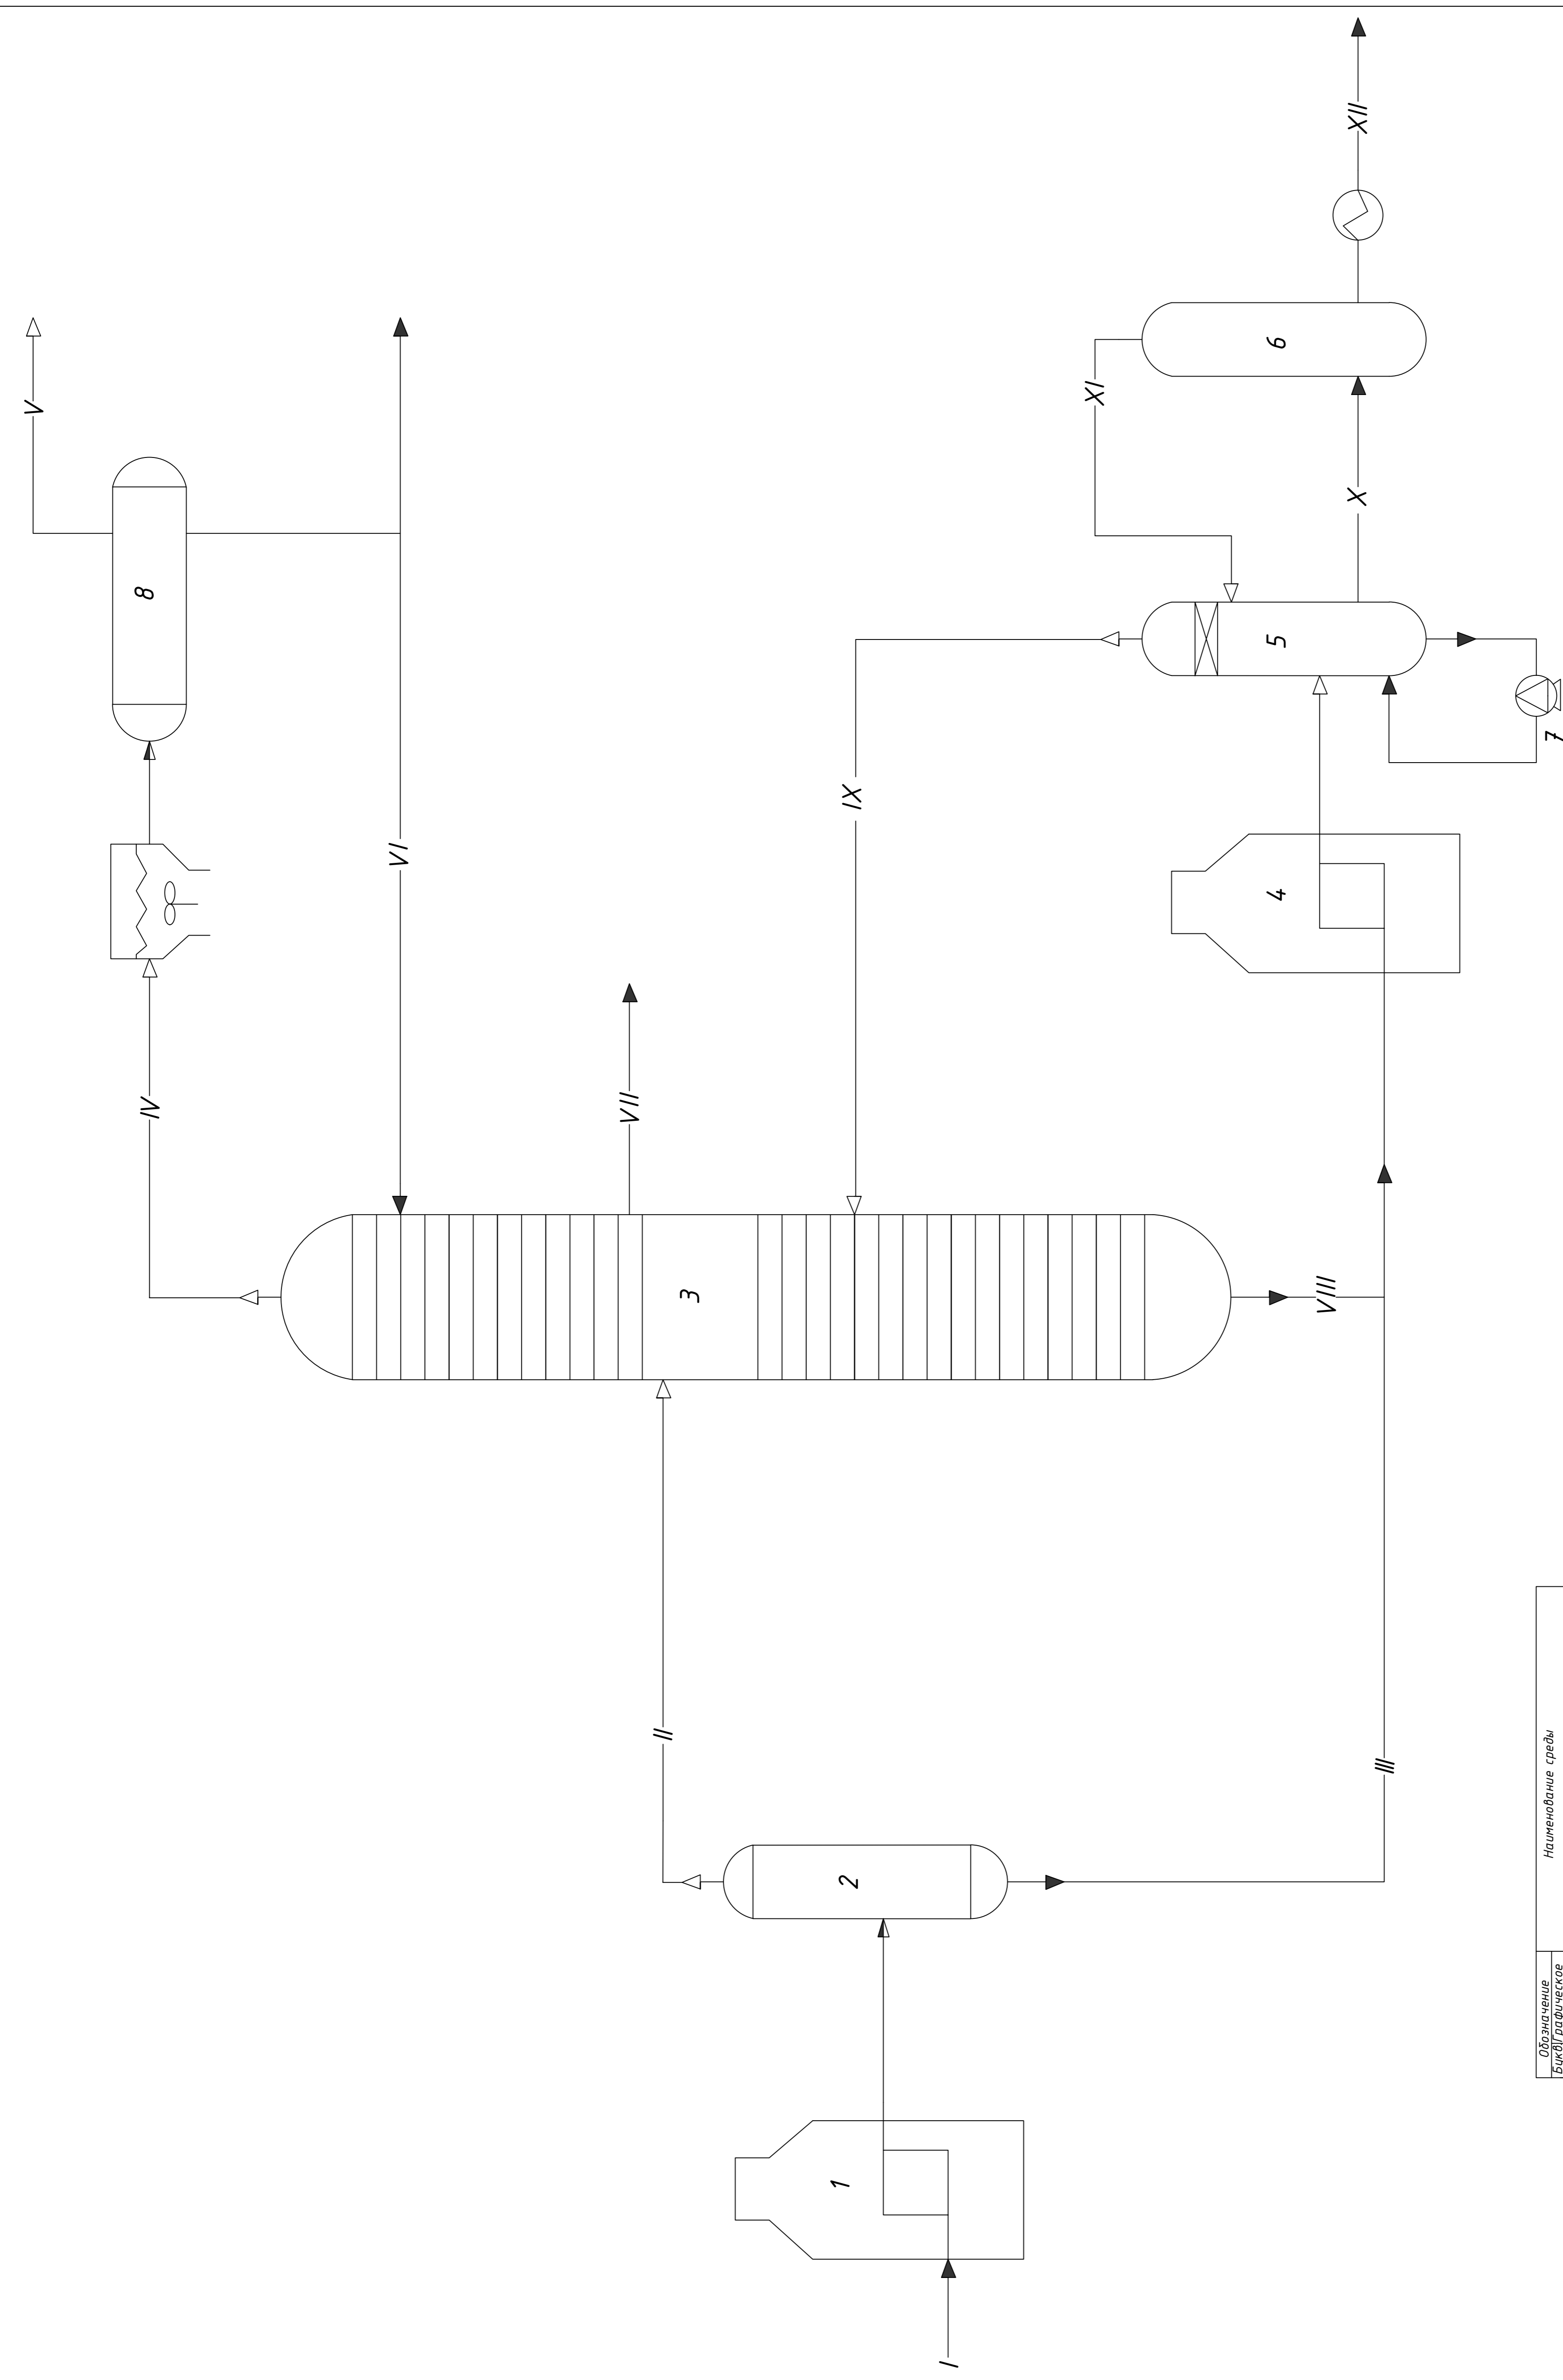 I
1
2
II
III
3
IV
V
VI
VII
VIII
IX
8
4
5
6
7
X
XI
XII
Обозначение
Наименование среды
Букв
Графическое